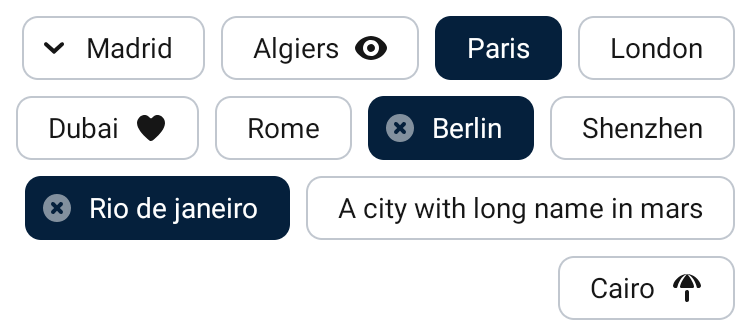 Madrid Algiers Paris London
Dubai Rome Berlin Shenzhen
Rio de janeiro A city with long name in mars
Cairo